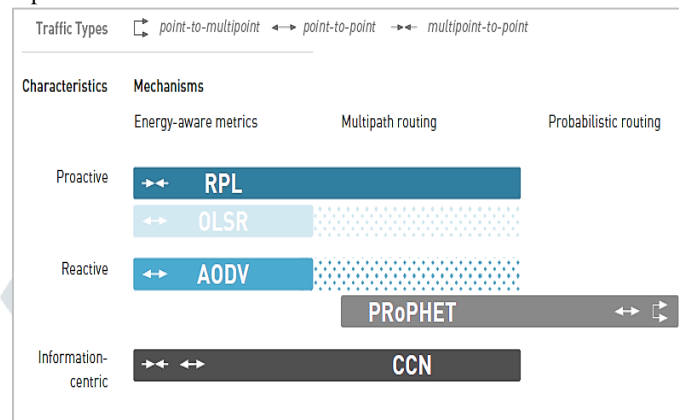 Traffic Types point-to-multipoint point-to-point multipoint-to-point
Characteristics Mechanisms
Energy-aware metrics Multipath routing Probabilistic routing
Proactive RPL
OLSR
Reactive AODV
PRoPHET
Information-
centric
CCN